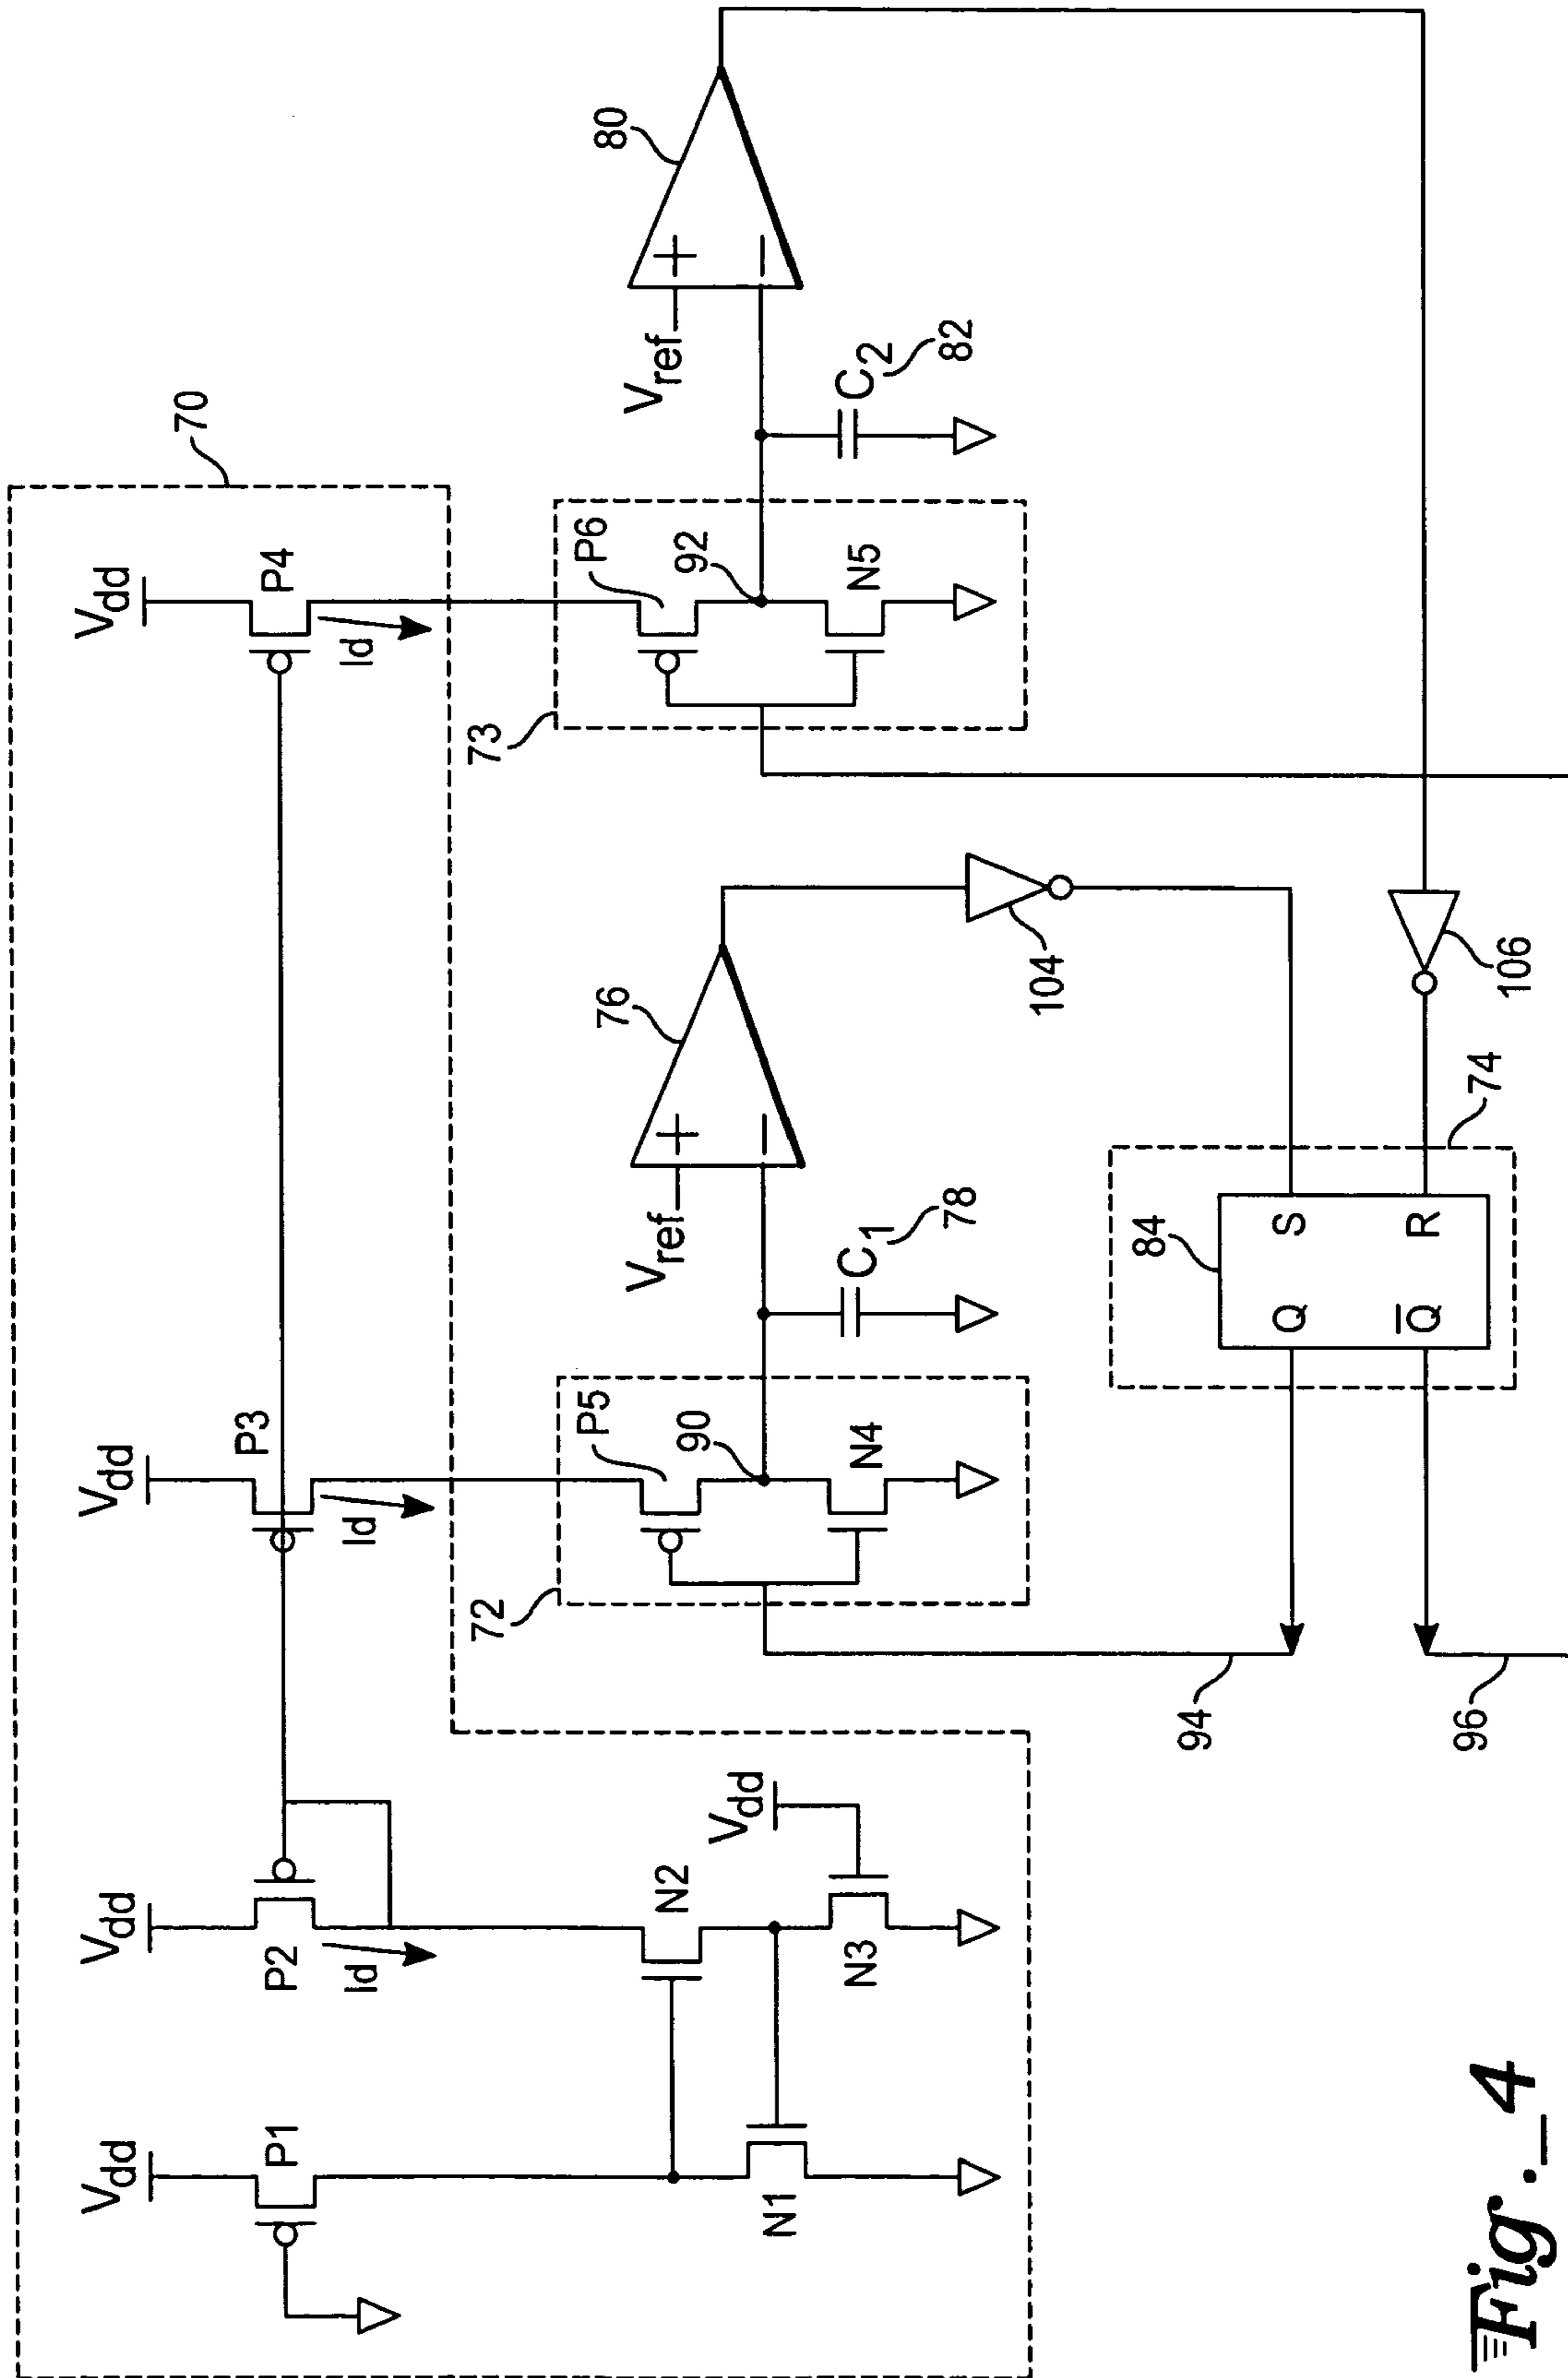 Vdd
Vdd
Vdd
Vdd
70
P1
P2
P3
P4
Id
Id
Id
72
73
P5
76
P6
80
N2
90
Vref
+
92
Vref
+
Vdd
−
−
N1
N3
N4
C1
N5
C2
78
82
104
84
94
Q S
Q̅ R
96
74
106
Fig._4